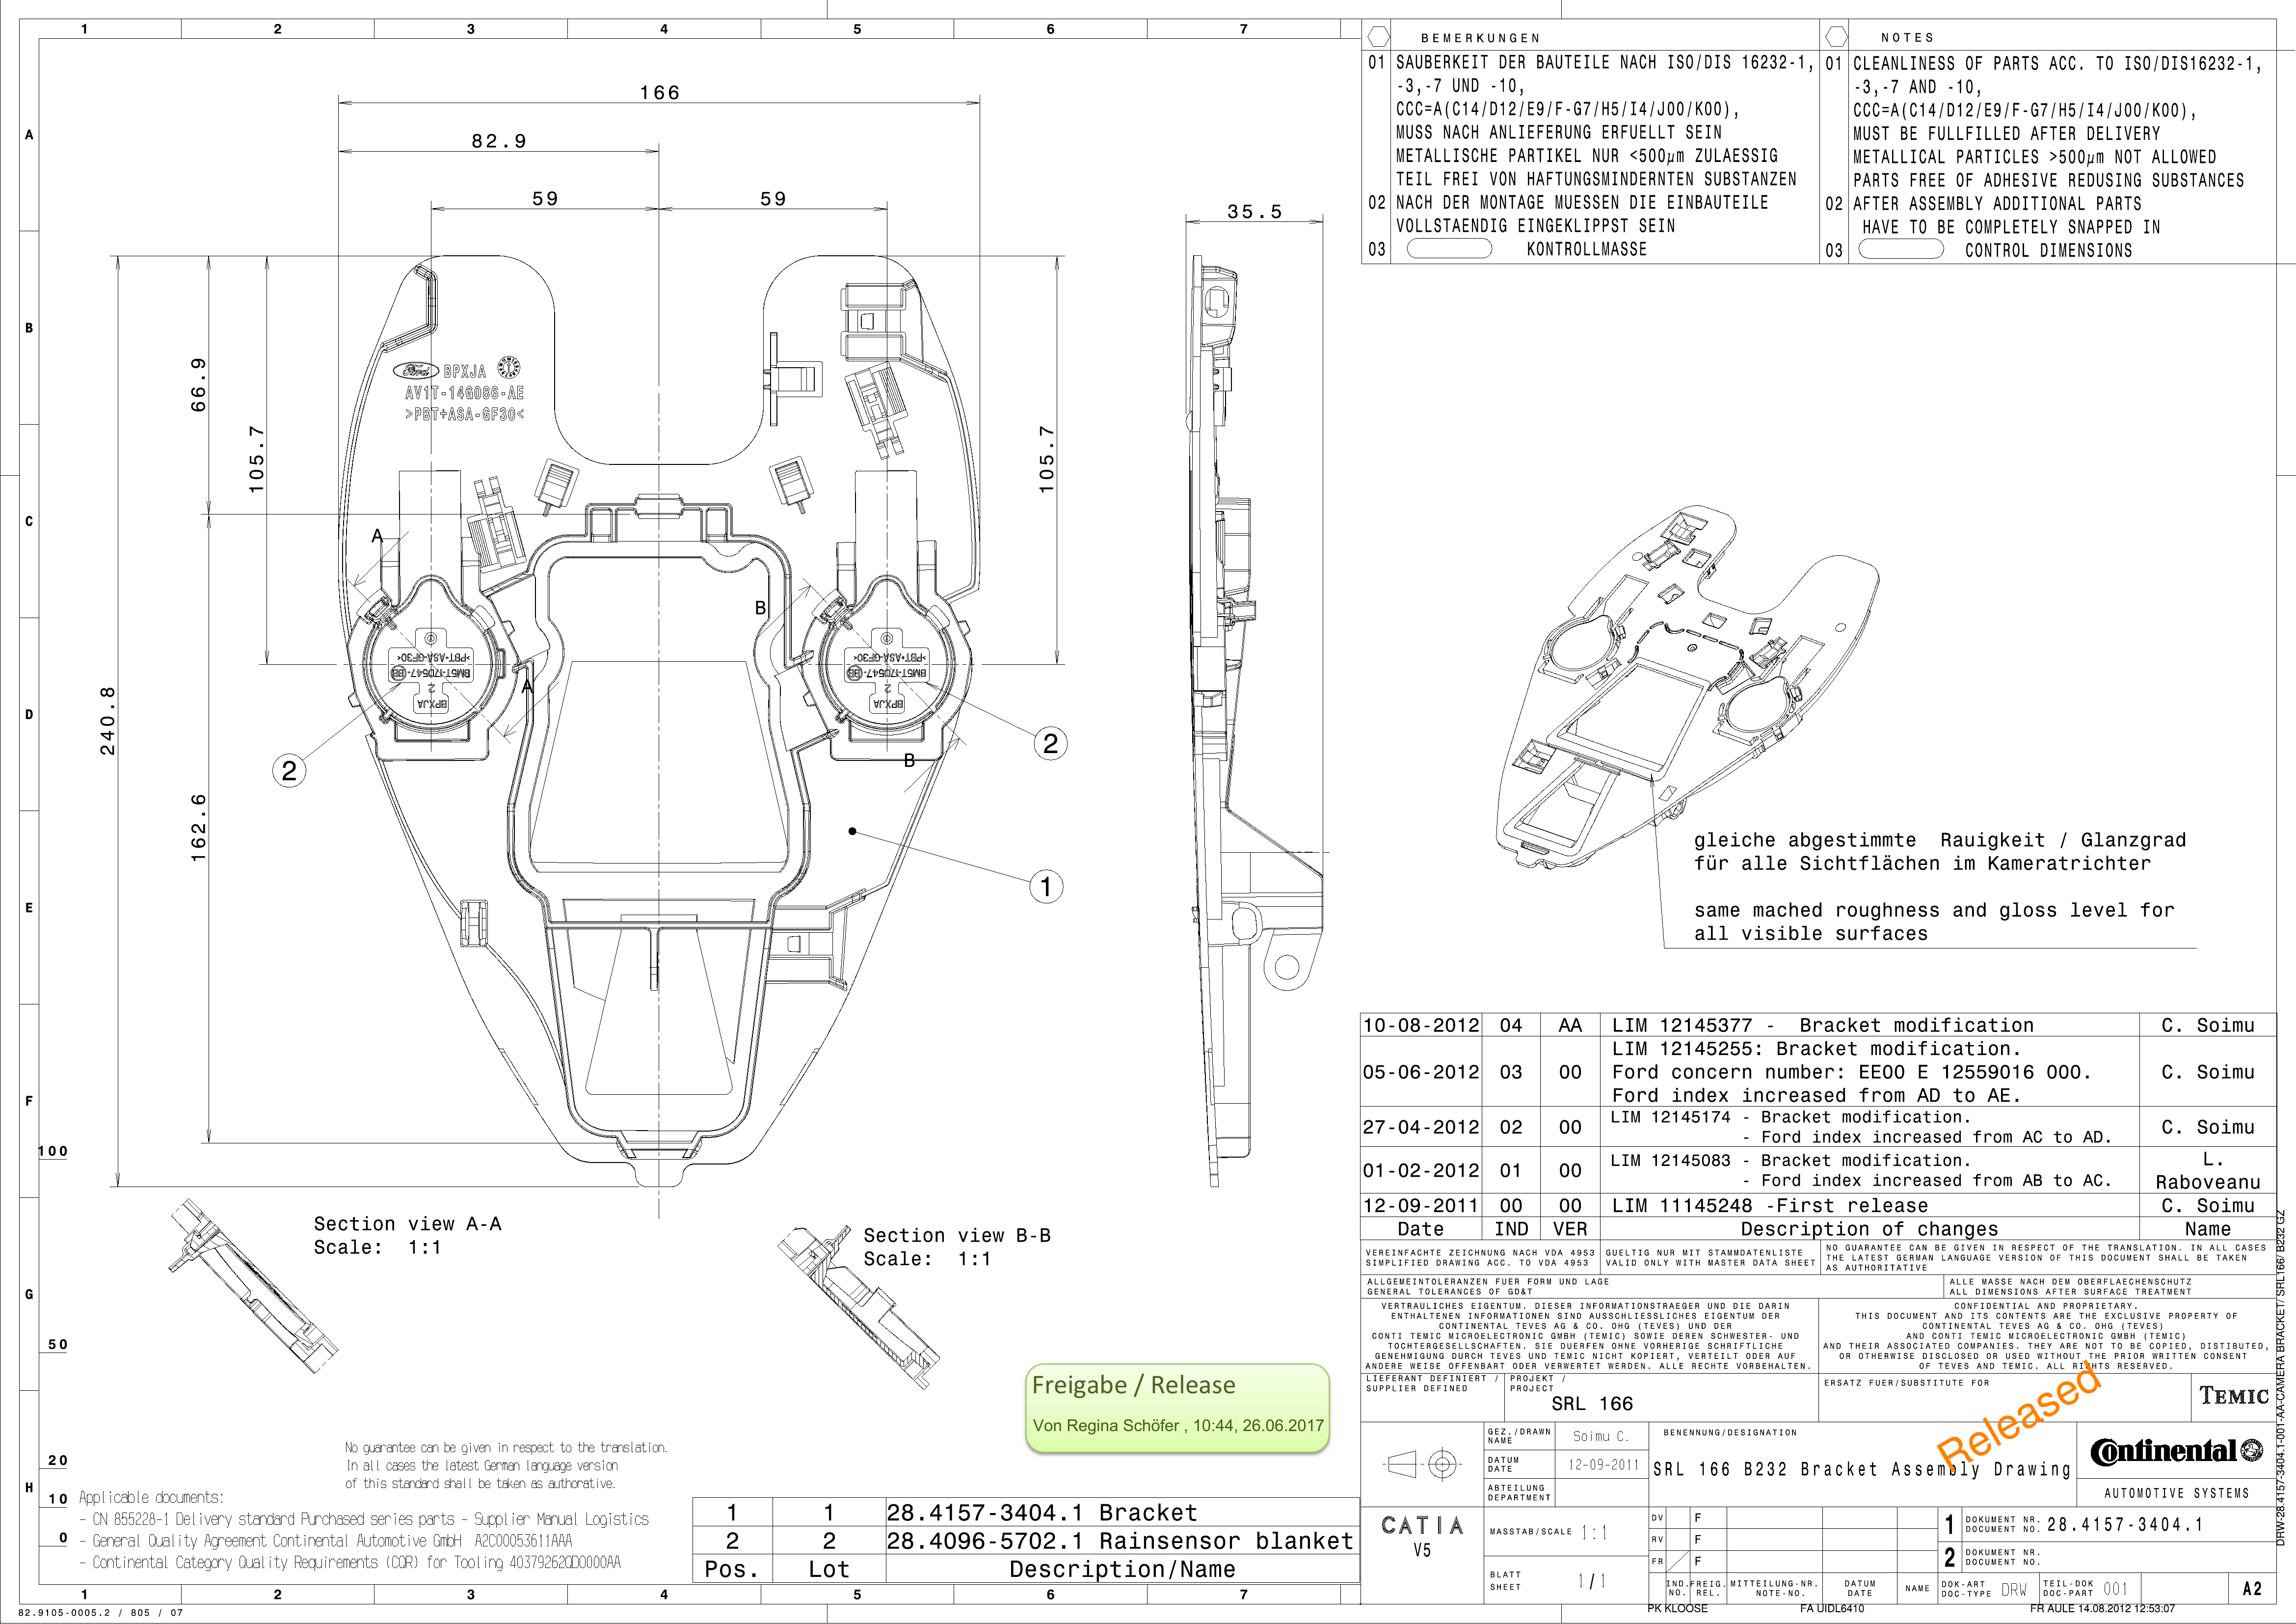 1 2 3 4 5 6 7
A
B
C
D
E
F
G
H
100
50
20
10
0
166
82.9
59 59
35.5
66.9
105.7
105.7
240.8
162.6
Ford BPXJA
AV1T-14G086-AE
>PBT+ASA-GF30<
A
A
B
B
>PBT+ASA-GF30<
BM5T-17D547-BB
2
BPXJA
>PBT+ASA-GF30<
BM5T-17D547-BB
2
BPXJA
2
2
1
Section view A-A
Scale: 1:1
Section view B-B
Scale: 1:1
BEMERKUNGEN
01 SAUBERKEIT DER BAUTEILE NACH ISO/DIS 16232-1,
-3,-7 UND -10,
CCC=A(C14/D12/E9/F-G7/H5/I4/J00/K00),
MUSS NACH ANLIEFERUNG ERFUELLT SEIN
METALLISCHE PARTIKEL NUR <500µm ZULAESSIG
TEIL FREI VON HAFTUNGSMINDERNTEN SUBSTANZEN
02 NACH DER MONTAGE MUESSEN DIE EINBAUTEILE
VOLLSTAENDIG EINGEKLIPPST SEIN
03 KONTROLLMASSE
NOTES
01 CLEANLINESS OF PARTS ACC. TO ISO/DIS16232-1,
-3,-7 AND -10,
CCC=A(C14/D12/E9/F-G7/H5/I4/J00/K00),
MUST BE FULLFILLED AFTER DELIVERY
METALLICAL PARTICLES >500µm NOT ALLOWED
PARTS FREE OF ADHESIVE REDUSING SUBSTANCES
02 AFTER ASSEMBLY ADDITIONAL PARTS
HAVE TO BE COMPLETELY SNAPPED IN
03 CONTROL DIMENSIONS
gleiche abgestimmte Rauigkeit / Glanzgrad
für alle Sichtflächen im Kameratrichter
same mached roughness and gloss level for
all visible surfaces
10-08-2012 04 AA LIM 12145377 - Bracket modification C. Soimu
LIM 12145255: Bracket modification.
05-06-2012 03 00 Ford concern number: EE00 E 12559016 000. C. Soimu
Ford index increased from AD to AE.
27-04-2012 02 00 LIM 12145174 - Bracket modification. C. Soimu
- Ford index increased from AC to AD.
01-02-2012 01 00 LIM 12145083 - Bracket modification. L. Raboveanu
- Ford index increased from AB to AC.
12-09-2011 00 00 LIM 11145248 -First release C. Soimu
Date IND VER Description of changes Name
VEREINFACHTE ZEICHNUNG NACH VDA 4953
SIMPLIFIED DRAWING ACC. TO VDA 4953
GUELTIG NUR MIT STAMMDATENLISTE
VALID ONLY WITH MASTER DATA SHEET
NO GUARANTEE CAN BE GIVEN IN RESPECT OF THE TRANSLATION. IN ALL CASES
THE LATEST GERMAN LANGUAGE VERSION OF THIS DOCUMENT SHALL BE TAKEN
AS AUTHORITATIVE
ALLGEMEINTOLERANZEN FUER FORM UND LAGE
GENERAL TOLERANCES OF GD&T
ALLE MASSE NACH DEM OBERFLAECHENSCHUTZ
ALL DIMENSIONS AFTER SURFACE TREATMENT
VERTRAULICHES EIGENTUM. DIESER INFORMATIONSTRAEGER UND DIE DARIN
ENTHALTENEN INFORMATIONEN SIND AUSSCHLIESSLICHES EIGENTUM DER
CONTINENTAL TEVES AG & CO. OHG (TEVES) UND DER
CONTI TEMIC MICROELECTRONIC GMBH (TEMIC) SOWIE DEREN SCHWESTER- UND
TOCHTERGESELLSCHAFTEN. SIE DUERFEN OHNE VORHERIGE SCHRIFTLICHE
GENEHMIGUNG DURCH TEVES UND TEMIC NICHT KOPIERT, VERTEILT ODER AUF
ANDERE WEISE OFFENBART ODER VERWERTET WERDEN. ALLE RECHTE VORBEHALTEN.
CONFIDENTIAL AND PROPRIETARY.
THIS DOCUMENT AND ITS CONTENTS ARE THE EXCLUSIVE PROPERTY OF
CONTINENTAL TEVES AG & CO. OHG (TEVES)
AND CONTI TEMIC MICROELECTRONIC GMBH (TEMIC)
AND THEIR ASSOCIATED COMPANIES. THEY ARE NOT TO BE COPIED, DISTRIBUTED,
OR OTHERWISE DISCLOSED OR USED WITHOUT THE PRIOR WRITTEN CONSENT
OF TEVES AND TEMIC. ALL RIGHTS RESERVED.
LIEFERANT DEFINIERT /
SUPPLIER DEFINED
PROJEKT /
PROJECT
SRL 166
ERSATZ FUER/SUBSTITUTE FOR
TEMIC
Released
GEZ./DRAWN
NAME
Soimu C.
DATUM
DATE
12-09-2011
ABTEILUNG
DEPARTMENT
BENENNUNG/DESIGNATION
SRL 166 B232 Bracket Assembly Drawing
Continental
AUTOMOTIVE SYSTEMS
CATIA
V5
MASSTAB/SCALE 1:1
BLATT
SHEET
1/1
DV F
RV F
FR F
IND. NO.
FREIG. REL.
MITTEILUNG-NR.
NOTE-NO.
DATUM
DATE
NAME
1 DOKUMENT NR.
DOCUMENT NO. 28.4157-3404.1
2 DOKUMENT NR.
DOCUMENT NO.
DOK-ART
DOC-TYPE DRW
TEIL-DOK
DOC-PART 001
A2
PK KLOOSE FA UIDL6410 FR AULE 14.08.2012 12:53:07
DRW-28.4157-3404.1-001-AA-CAMERA BRACKET/ SRL166/ B232 GZ
Freigabe / Release
Von Regina Schöfer , 10:44, 26.06.2017
No guarantee can be given in respect to the translation.
In all cases the latest German language version
of this standard shall be taken as authorative.
Applicable documents:
- CN 855228-1 Delivery standard Purchased series parts - Supplier Manual Logistics
- General Quality Agreement Continental Automotive GmbH A2C00053611AAA
- Continental Category Quality Requirements (CQR) for Tooling 40379262QD0000AA
1 1 28.4157-3404.1 Bracket
2 2 28.4096-5702.1 Rainsensor blanket
Pos. Lot Description/Name
1 2 3 4 5 6 7
82.9105-0005.2 / 805 / 07